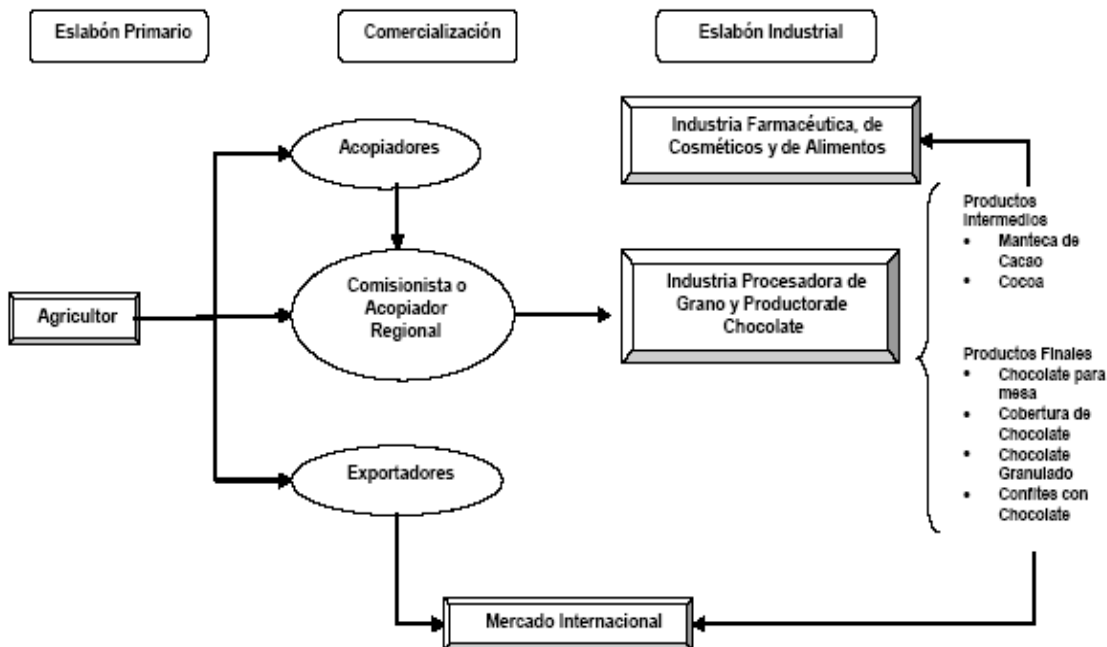 Eslabón Primario
Comercialización
Eslabón Industrial
Acopiadores
Industria Farmacéutica, de
Cosméticos y de Alimentos
Productos
Intermedios
• Manteca de
Cacao
• Cocoa
Agricultor
Comisionista o
Acopiador
Regional
Industria Procesadora de
Grano y Productorade
Chocolate
Productos Finales
• Chocolate para
mesa
• Cobertura de
Chocolate
• Chocolate
Granulado
• Confites con
Chocolate
Exportadores
Mercado Internacional